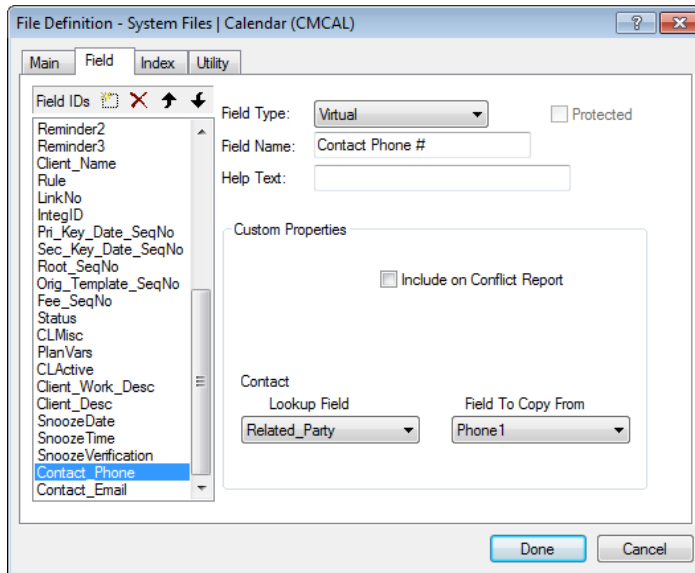 File Definition - System Files | Calendar (CMCAL)
Main Field Index Utility
Field IDs
Reminder2
Reminder3
Client_Name
Rule
LinkNo
IntegID
Pri_Key_Date_SeqNo
Sec_Key_Date_SeqNo
Root_SeqNo
Orig_Template_SeqNo
Fee_SeqNo
Status
CLMisc
PlanVars
CLActive
Client_Work_Desc
Client_Desc
SnoozeDate
SnoozeTime
SnoozeVerification
Contact_Phone
Contact_Email
Field Type: Virtual Protected
Field Name: Contact Phone #
Help Text:
Custom Properties
Include on Conflict Report
Contact
Lookup Field Field To Copy From
Related_Party Phone1
Done Cancel